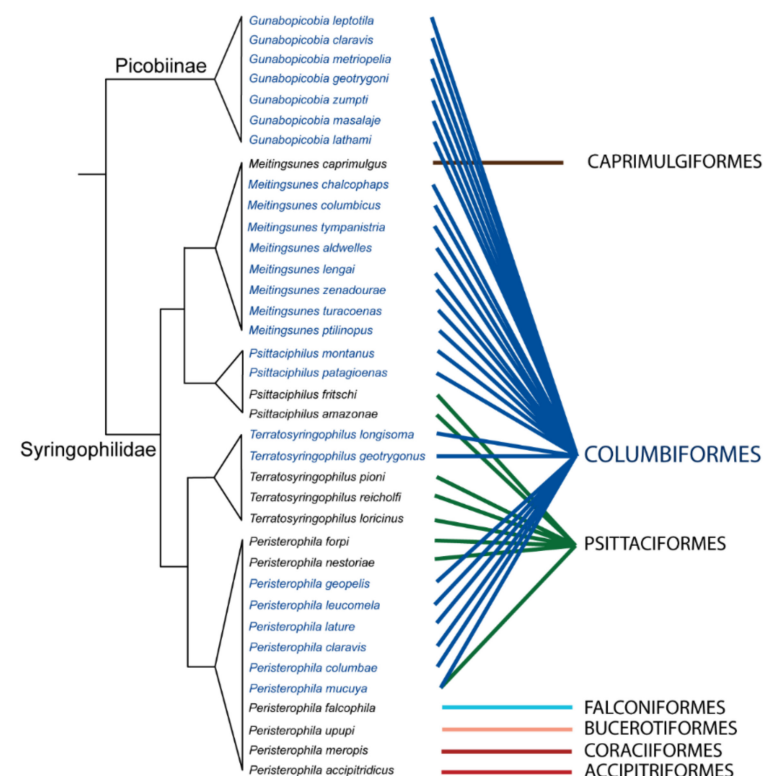 Picobiinae
Syringophilidae
Gunabopicobia leptotila
Gunabopicobia claravis
Gunabopicobia metriopelia
Gunabopicobia geotrygoni
Gunabopicobia zumpti
Gunabopicobia masalaje
Gunabopicobia lathami
Meitingsunes caprimulgus
Meitingsunes chalcophaps
Meitingsunes columbicus
Meitingsunes tympanistria
Meitingsunes aldwelles
Meitingsunes lengai
Meitingsunes zenadourae
Meitingsunes turacoenas
Meitingsunes ptilinopus
Psittaciphilus montanus
Psittaciphilus patagioenas
Psittaciphilus fritschi
Psittaciphilus amazonae
Terratosyringophilus longisoma
Terratosyringophilus geotrygonus
Terratosyringophilus pioni
Terratosyringophilus reicholfi
Terratosyringophilus loricinus
Peristerophila forpi
Peristerophila nestoriae
Peristerophila geopelis
Peristerophila leucomela
Peristerophila lature
Peristerophila claravis
Peristerophila columbae
Peristerophila mucuya
Peristerophila falcophila
Peristerophila upupi
Peristerophila meropis
Peristerophila accipitridicus
CAPRIMULGIFORMES
COLUMBIFORMES
PSITTACIFORMES
FALCONIFORMES
BUCEROTIFORMES
CORACIIFORMES
ACCIPITRIFORMES